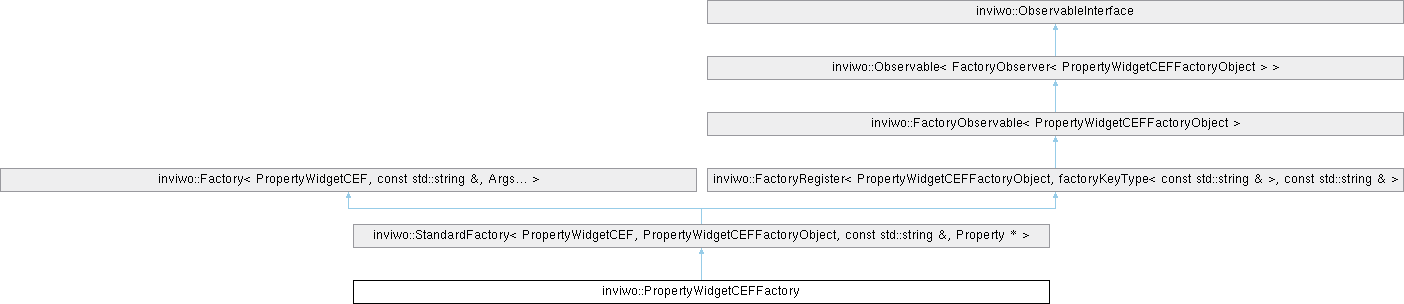 inviwo::ObservableInterface
inviwo::Observable< FactoryObserver< PropertyWidgetCEFFactoryObject > >
inviwo::FactoryObservable< PropertyWidgetCEFFactoryObject >
inviwo::Factory< PropertyWidgetCEF, const std::string &, Args... >
inviwo::FactoryRegister< PropertyWidgetCEFFactoryObject, factoryKeyType< const std::string & >, const std::string & >
inviwo::StandardFactory< PropertyWidgetCEF, PropertyWidgetCEFFactoryObject, const std::string &, Property * >
inviwo::PropertyWidgetCEFFactory